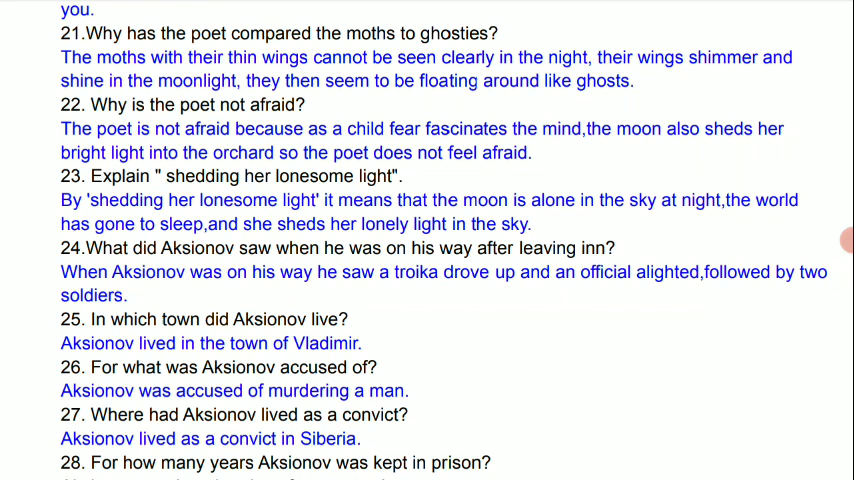 you.
21.Why has the poet compared the moths to ghosties?
The moths with their thin wings cannot be seen clearly in the night, their wings shimmer and
shine in the moonlight, they then seem to be floating around like ghosts.
22. Why is the poet not afraid?
The poet is not afraid because as a child fear fascinates the mind,the moon also sheds her
bright light into the orchard so the poet does not feel afraid.
23. Explain " shedding her lonesome light".
By 'shedding her lonesome light' it means that the moon is alone in the sky at night,the world
has gone to sleep,and she sheds her lonely light in the sky.
24.What did Aksionov saw when he was on his way after leaving inn?
When Aksionov was on his way he saw a troika drove up and an official alighted,followed by two
soldiers.
25. In which town did Aksionov live?
Aksionov lived in the town of Vladimir.
26. For what was Aksionov accused of?
Aksionov was accused of murdering a man.
27. Where had Aksionov lived as a convict?
Aksionov lived as a convict in Siberia.
28. For how many years Aksionov was kept in prison?